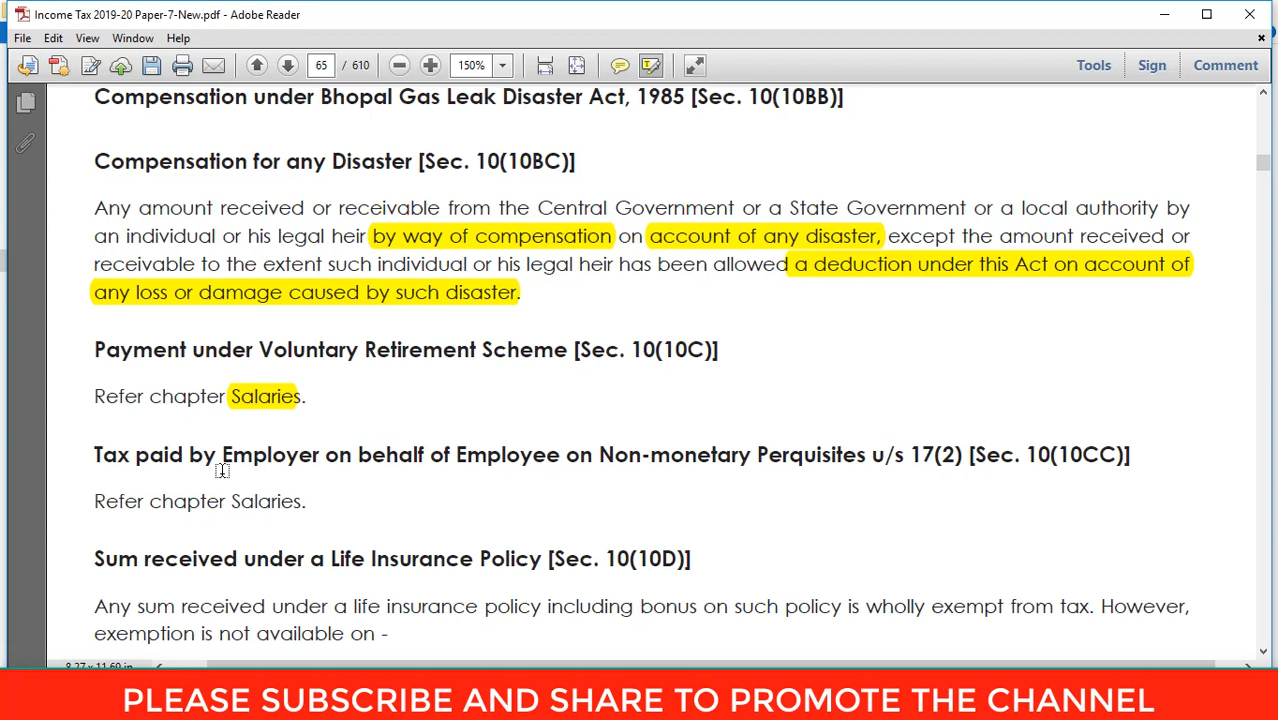 Income Tax 2019-20 Paper-7-New.pdf - Adobe Reader
File Edit View Window Help
65 / 610 150% Tools Sign Comment
Compensation under Bhopal Gas Leak Disaster Act, 1985 [Sec. 10(10BB)]
Compensation for any Disaster [Sec. 10(10BC)]
Any amount received or receivable from the Central Government or a State Government or a local authority by
an individual or his legal heir by way of compensation on account of any disaster, except the amount received or
receivable to the extent such individual or his legal heir has been allowed a deduction under this Act on account of
any loss or damage caused by such disaster.
Payment under Voluntary Retirement Scheme [Sec. 10(10C)]
Refer chapter Salaries.
Tax paid by Employer on behalf of Employee on Non-monetary Perquisites u/s 17(2) [Sec. 10(10CC)]
Refer chapter Salaries.
Sum received under a Life Insurance Policy [Sec. 10(10D)]
Any sum received under a life insurance policy including bonus on such policy is wholly exempt from tax. However,
exemption is not available on -
8.27 x 11.69 in
PLEASE SUBSCRIBE AND SHARE TO PROMOTE THE CHANNEL